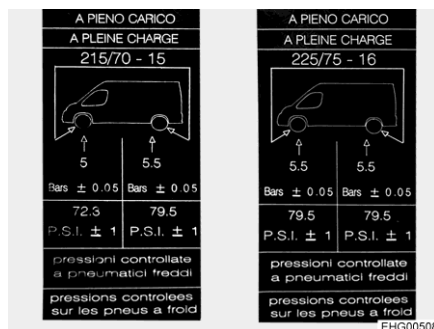 A PIENO CARICO
A PLEINE CHARGE
215/70 - 15
5 5.5
Bars ± 0.05 Bars ± 0.05
72.3 79.5
P.S.I. ± 1 P.S.I. ± 1
pressioni controllate
a pneumatici freddi
pressions controlees
sur les pneus a froid
A PIENO CARICO
A PLEINE CHARGE
225/75 - 16
5.5 5.5
Bars ± 0.05 Bars ± 0.05
79.5 79.5
P.S.I. ± 1 P.S.I. ± 1
pressioni controllate
a pneumatici freddi
pressions controlees
sur les pneus a froid